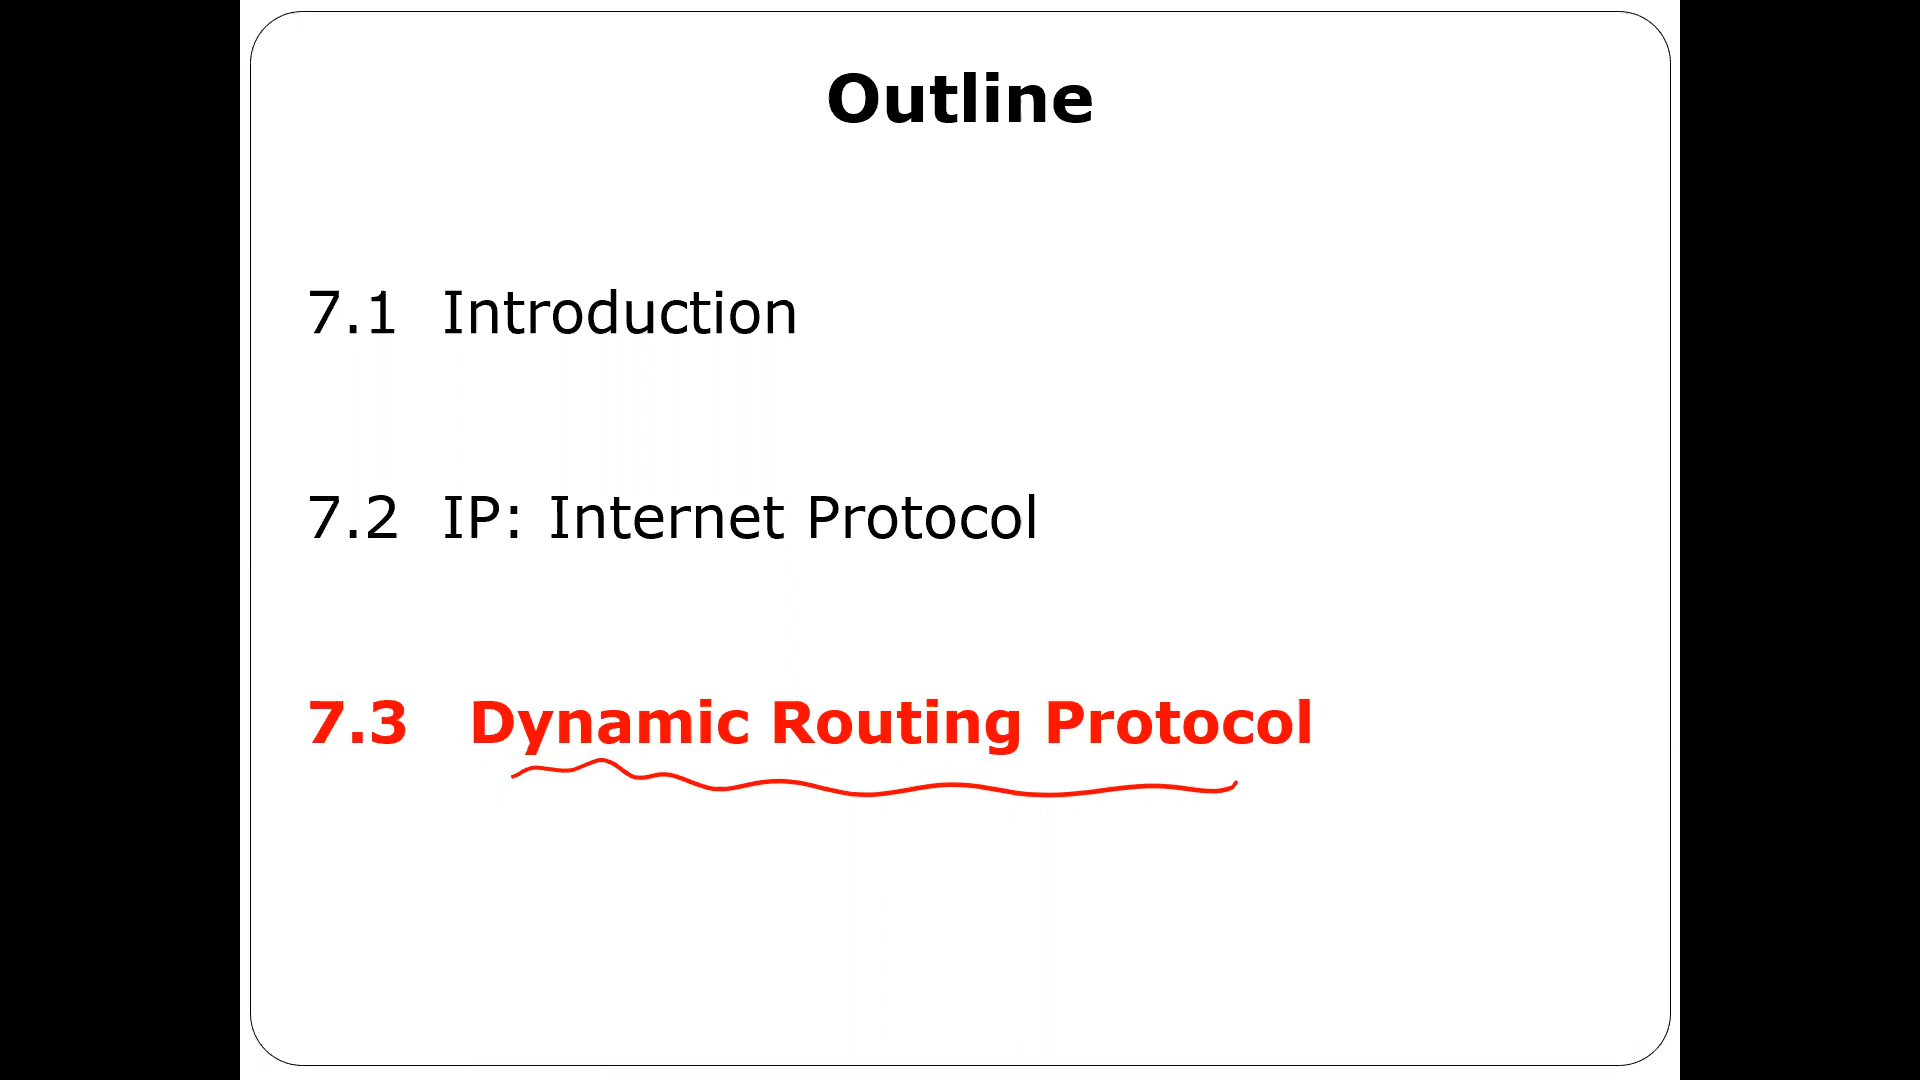 Outline
7.1 Introduction
7.2 IP: Internet Protocol
7.3 Dynamic Routing Protocol